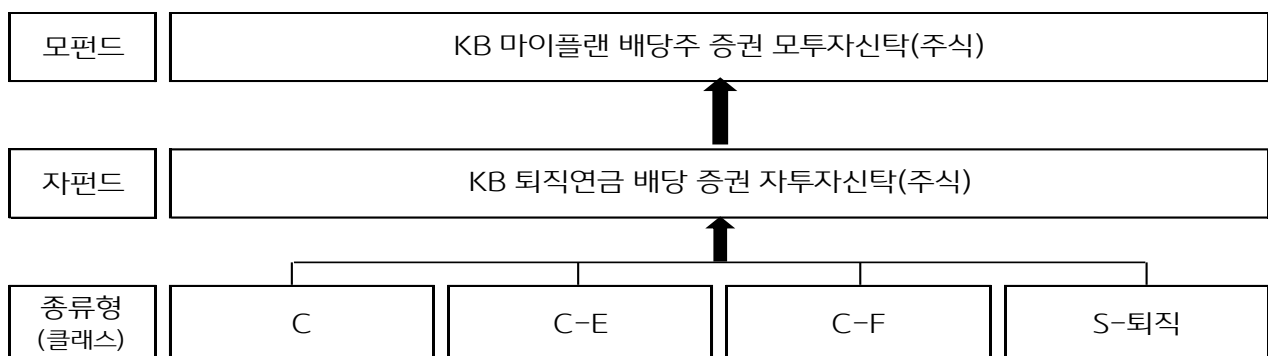 모펀드
KB 마이플랜 배당주 증권 모투자신탁(주식)
자펀드
KB 퇴직연금 배당 증권 자투자신탁(주식)
종류형
(클래스)
C
C-E
C-F
S-퇴직